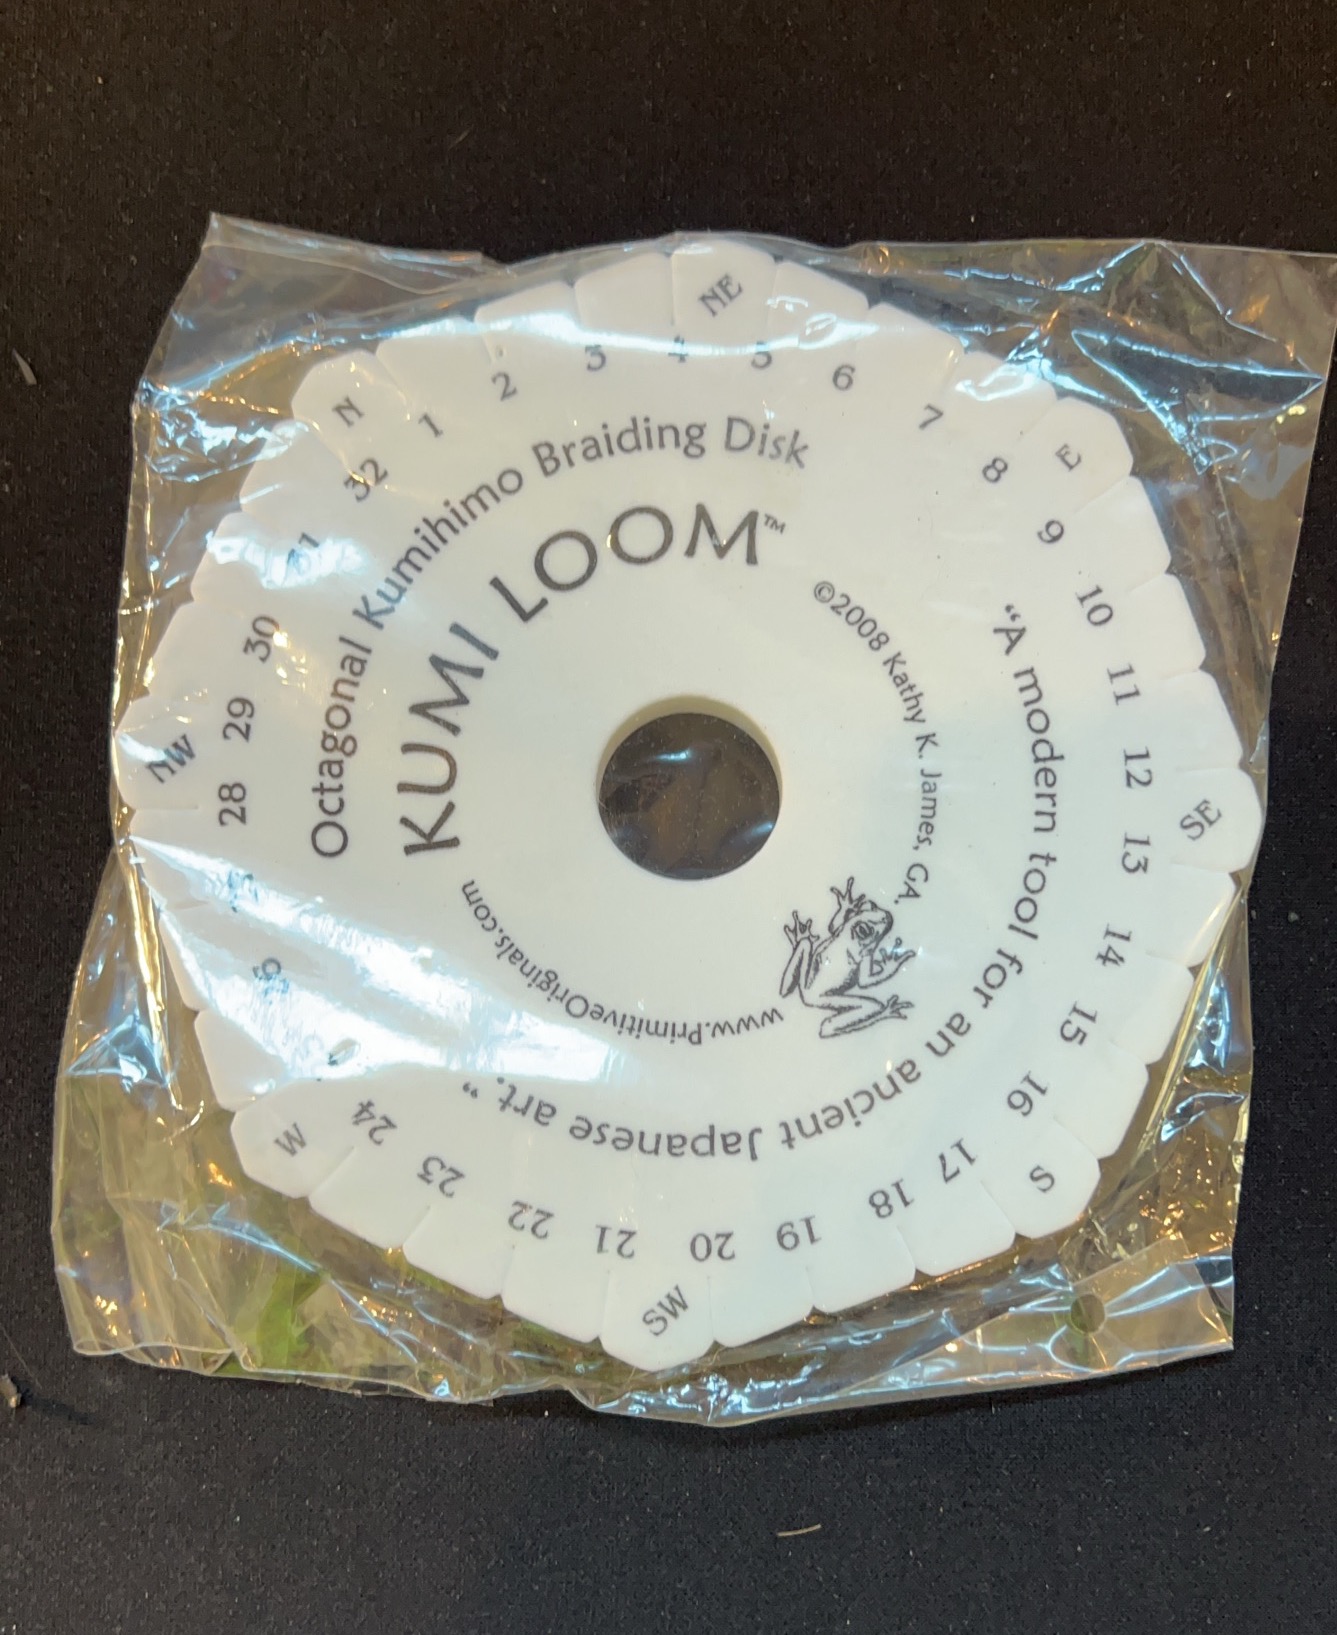 Octagonal Kumihimo Braiding Disk
KUMI LOOM™
©2008 Kathy K. James, GA.
"A modern tool for an ancient Japanese art."
www.PrimitiveOriginals.com
N
1
2
3
4
NE
5
6
7
8
E
9
10
11
12
SE
13
14
15
16
S
17
18
19
20
SW
21
22
23
24
W
28
NW
29
30
32